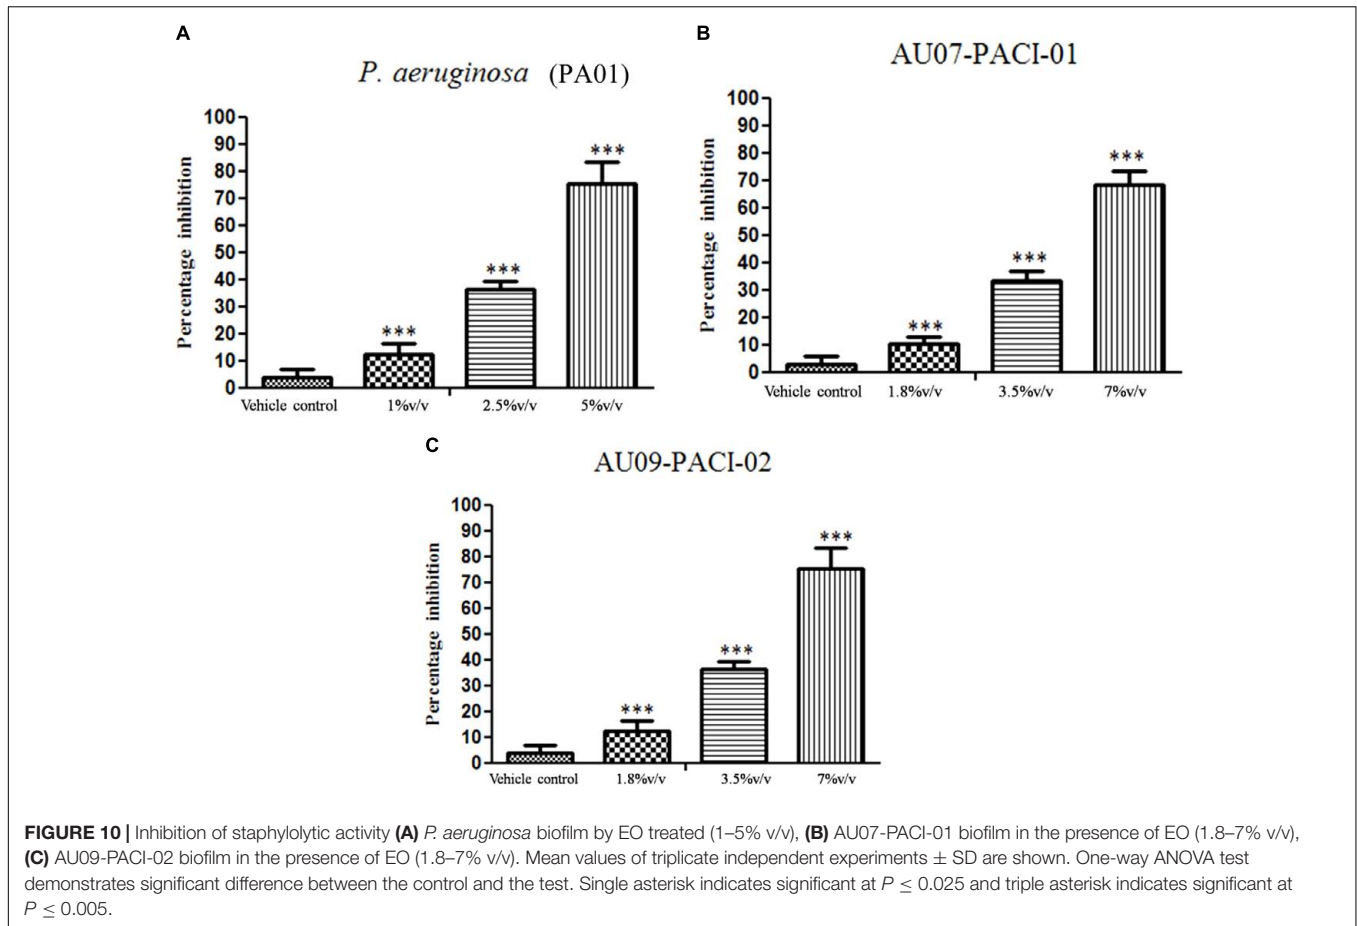 A
P. aeruginosa (PA01)
Percentage inhibition
100
90
80
70
60
50
40
30
20
10
0
***
***
***
Vehicle control 1%v/v 2.5%v/v 5%v/v
B
AU07-PACI-01
Percentage inhibition
100
90
80
70
60
50
40
30
20
10
0
***
***
***
Vehicle control 1.8%v/v 3.5%v/v 7%v/v
C
AU09-PACI-02
Percentage inhibition
100
90
80
70
60
50
40
30
20
10
0
***
***
***
Vehicle control 1.8%v/v 3.5%v/v 7%v/v
FIGURE 10 | Inhibition of staphylolytic activity (A) P. aeruginosa biofilm by EO treated (1–5% v/v), (B) AU07-PACI-01 biofilm in the presence of EO (1.8–7% v/v),
(C) AU09-PACI-02 biofilm in the presence of EO (1.8–7% v/v). Mean values of triplicate independent experiments ± SD are shown. One-way ANOVA test
demonstrates significant difference between the control and the test. Single asterisk indicates significant at P ≤ 0.025 and triple asterisk indicates significant at
P ≤ 0.005.